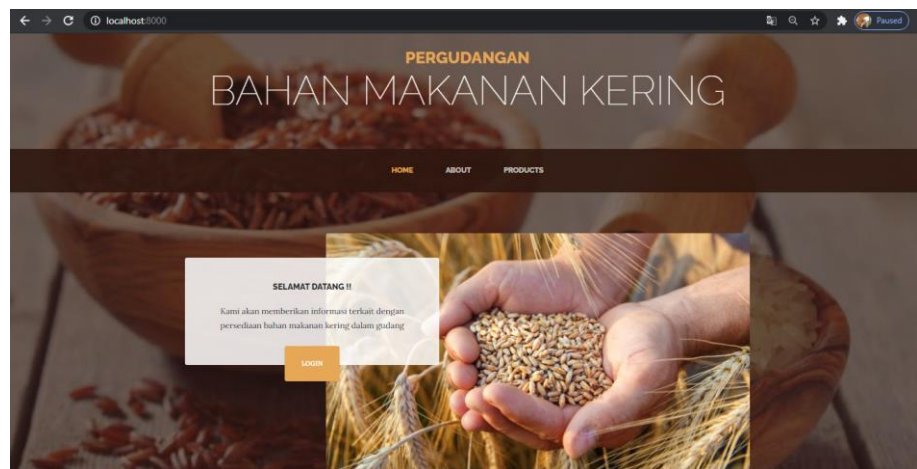 localhost:8000
Paused
PERGUDANGAN
BAHAN MAKANAN KERING
HOME ABOUT PRODUCTS
SELAMAT DATANG !!
Kami akan memberikan informasi terkait dengan
persediaan bahan makanan kering dalam gudang
LOGIN